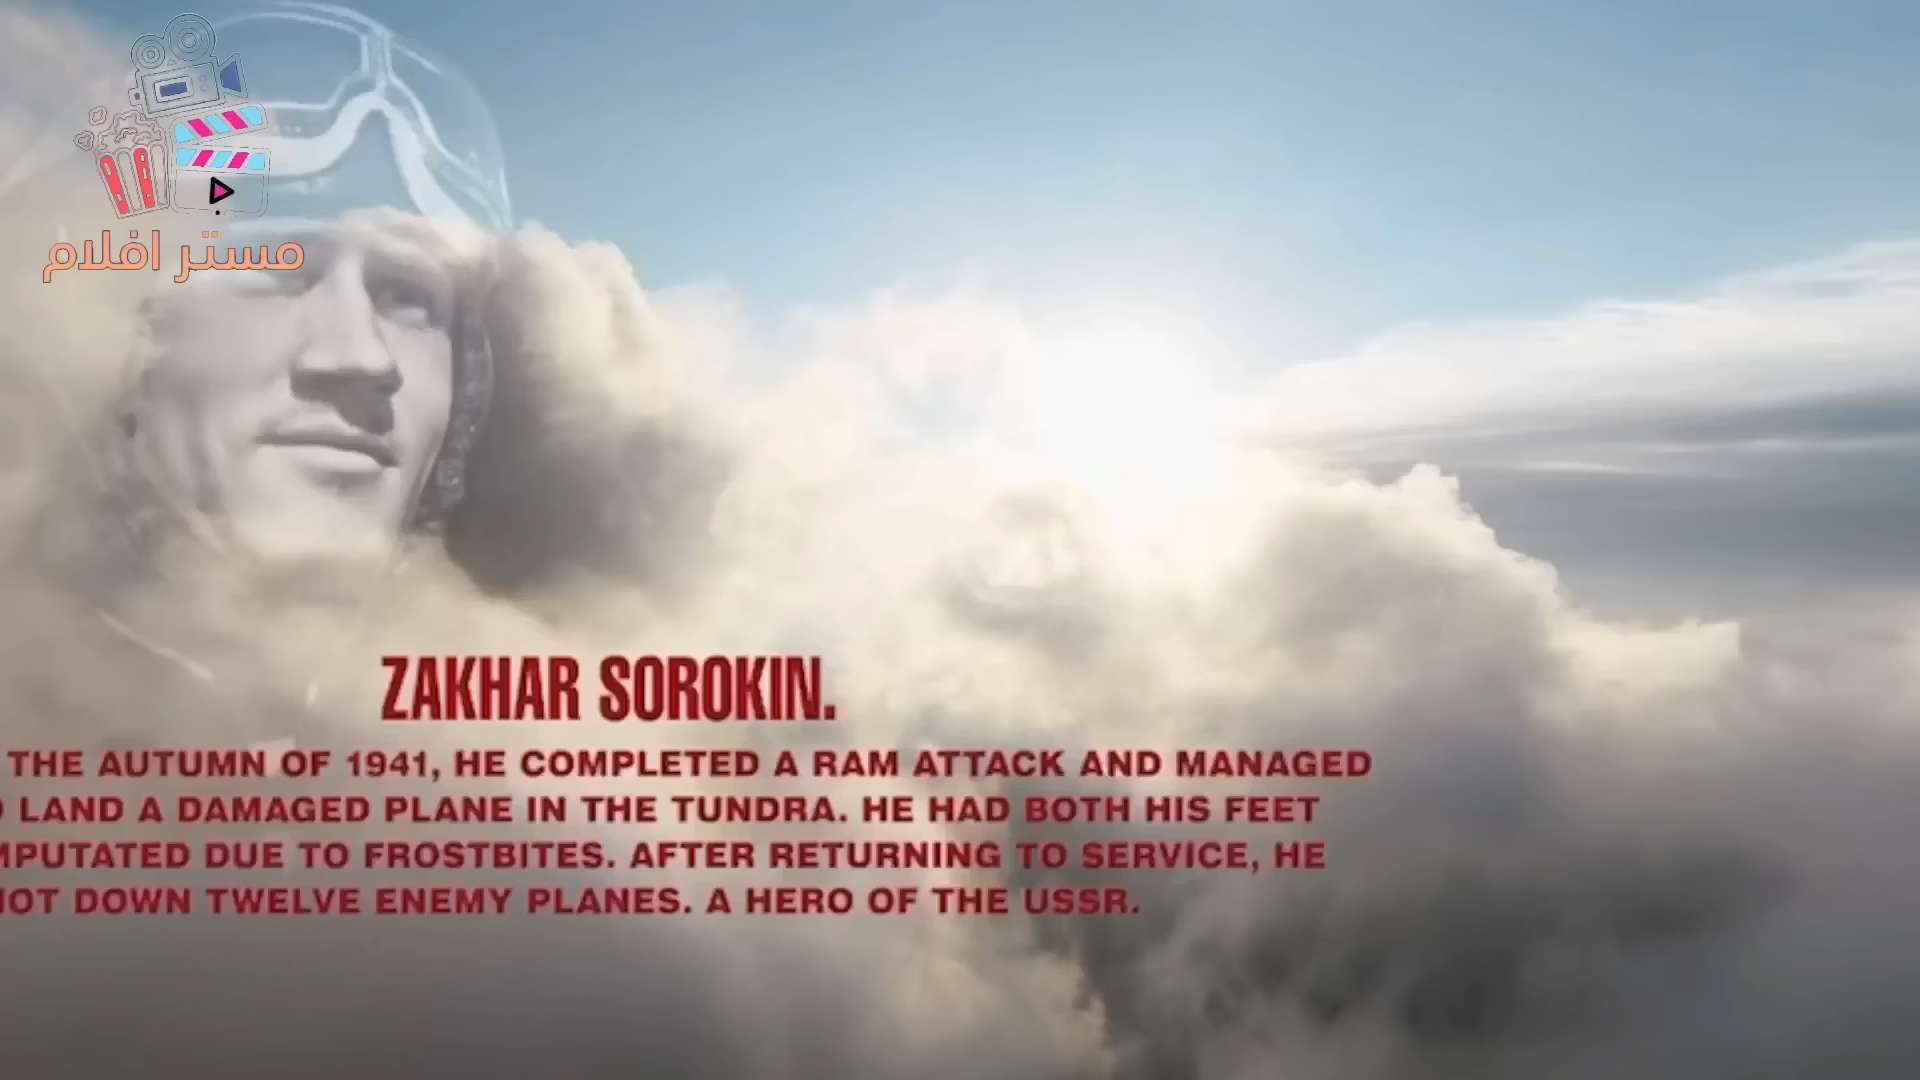 مستر افلام
ZAKHAR SOROKIN.
THE AUTUMN OF 1941, HE COMPLETED A RAM ATTACK AND MANAGED
LAND A DAMAGED PLANE IN THE TUNDRA. HE HAD BOTH HIS FEET
MPUTATED DUE TO FROSTBITES. AFTER RETURNING TO SERVICE, HE
HOT DOWN TWELVE ENEMY PLANES. A HERO OF THE USSR.